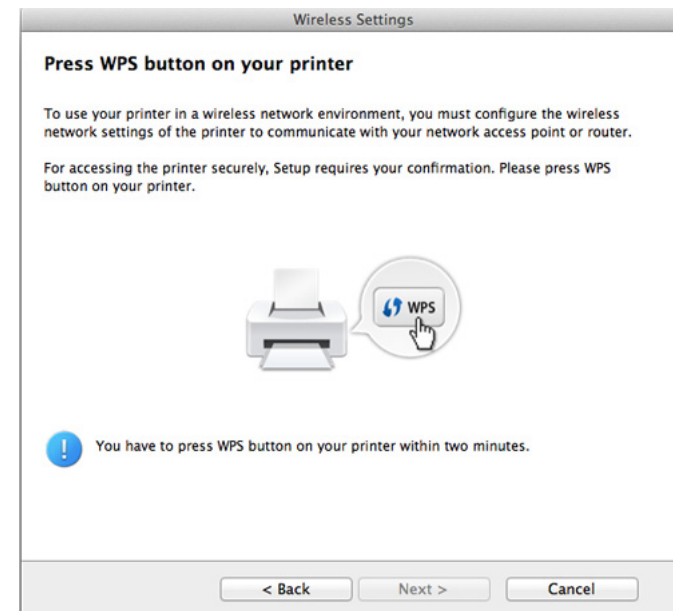 Wireless Settings
Press WPS button on your printer
To use your printer in a wireless network environment, you must configure the wireless
network settings of the printer to communicate with your network access point or router.
For accessing the printer securely, Setup requires your confirmation. Please press WPS
button on your printer.
WPS
You have to press WPS button on your printer within two minutes.
< Back
Next >
Cancel